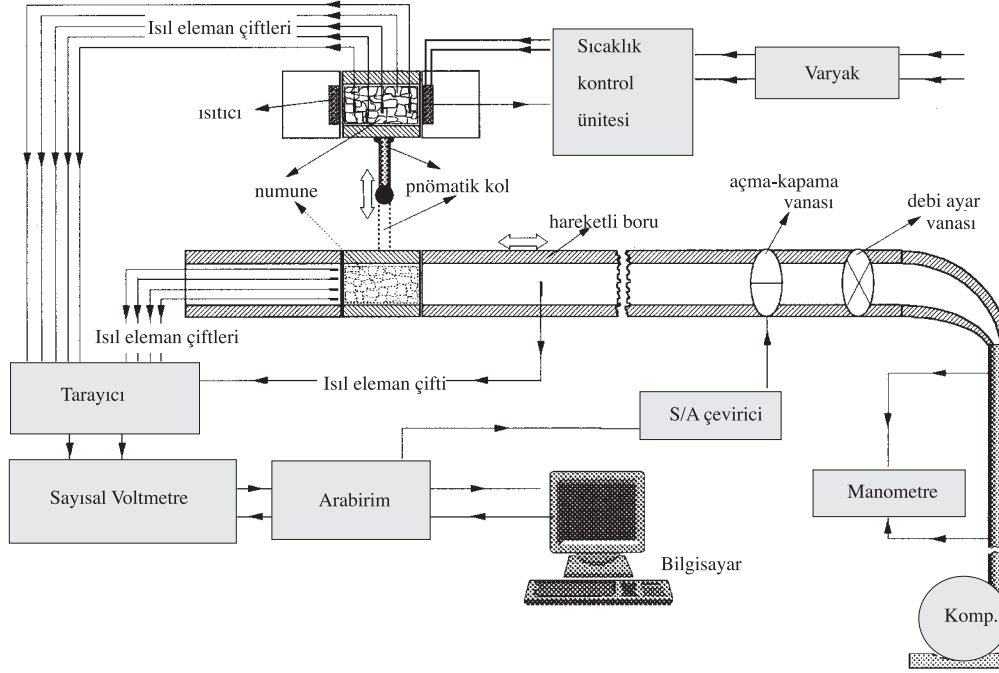 Isıl eleman çiftleri
Sıcaklık
kontrol
ünitesi
Varyak
ısıtıcı
numune
pnömatik kol
açma-kapama
vanası
debi ayar
vanası
hareketli boru
Isıl eleman çiftleri
Isıl eleman çifti
Tarayıcı
S/A çevirici
Sayısal Voltmetre
Arabirim
Manometre
Bilgisayar
Komp.